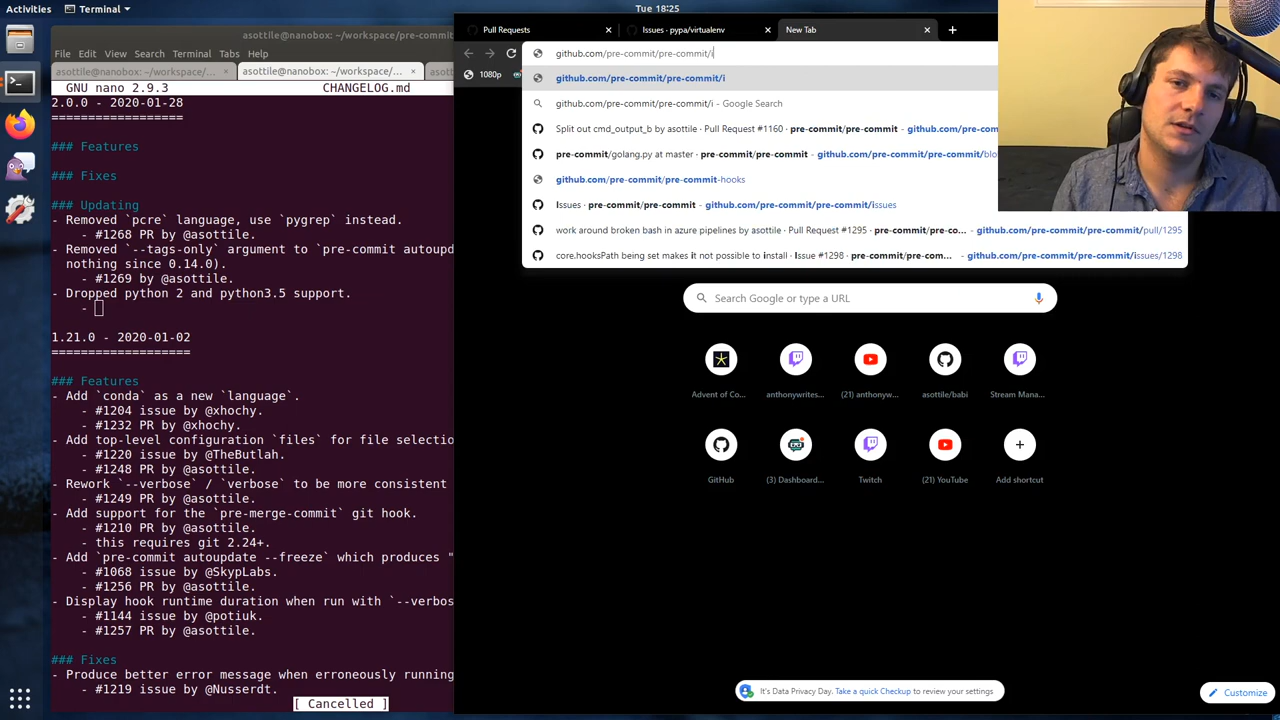 Activities
Terminal
Tue 18:25
asottile@nanobox: ~/workspace/pre-
File Edit View Search Terminal Help
asottile@nanobox: ~/workspace/...
asottile@nanobox: ~/workspace/...
GNU nano 2.9.3 CHANGELOG.md
2.0.0 - 2020-01-28
==================
### Features
### Fixes
### Updating
- Removed `pcre` language, use `pygrep` instead.
- #1268 PR by @asottile.
- #1269 PR by @asottile.
- Dropped python 2 and python3.5 support.
-
1.21.0 - 2020-01-02
===================
### Features
- Add `conda` as a new `language`.
- #1204 issue by @xhochy.
- #1232 PR by @xhochy.
- Add top-level configuration `files` for file selectio
- #1220 issue by @TheButlah.
- #1248 PR by @asottile.
- Rework `--verbose` / `verbose` to be more consistent
- #1249 PR by @asottile.
- Add support for the `pre-merge-commit` git hook.
- #1210 PR by @asottile.
- this requires git 2.24+.
- Add `pre-commit autoupdate --freeze` which produces "
- #1068 issue by @SkypLabs.
- #1256 PR by @asottile.
- Display hook runtime duration when run with `--verbos
- #1144 issue by @potiuk.
- #1257 PR by @asottile.
### Fixes
- Produce better error message when erroneously running
- #1219 issue by @Nusserdt.
[ Cancelled ]
Pull Requests
Issues · pypa/virtualenv
New Tab
github.com/pre-commit/pre-commit/i
1080p
github.com/pre-commit/pre-commit/i
github.com/pre-commit/pre-commit/i - Google Search
Split out cmd_output_b by asottile · Pull Request #1160 · pre-commit/pre-commit - github.com/pre-com
pre-commit/golang.py at master · pre-commit/pre-commit - github.com/pre-commit/pre-commit/blo
github.com/pre-commit/pre-commit-hooks
Issues · pre-commit/pre-commit - github.com/pre-commit/pre-commit/issues
work around broken bash in azure pipelines by asottile · Pull Request #1295 · pre-commit/pre-co... - github.com/pre-commit/pre-commit/pull/1295
core.hooksPath being set makes it not possible to install · Issue #1298 · pre-commit/pre-com... - github.com/pre-commit/pre-commit/issues/1298
Search Google or type a URL
Advent of Co...
anthonywrites...
(21) anthonyw...
asottile/babi
Stream Mana...
GitHub
(3) Dashboard...
Twitch
(21) YouTube
Add shortcut
It's Data Privacy Day. Take a quick Checkup to review your settings.
Customize